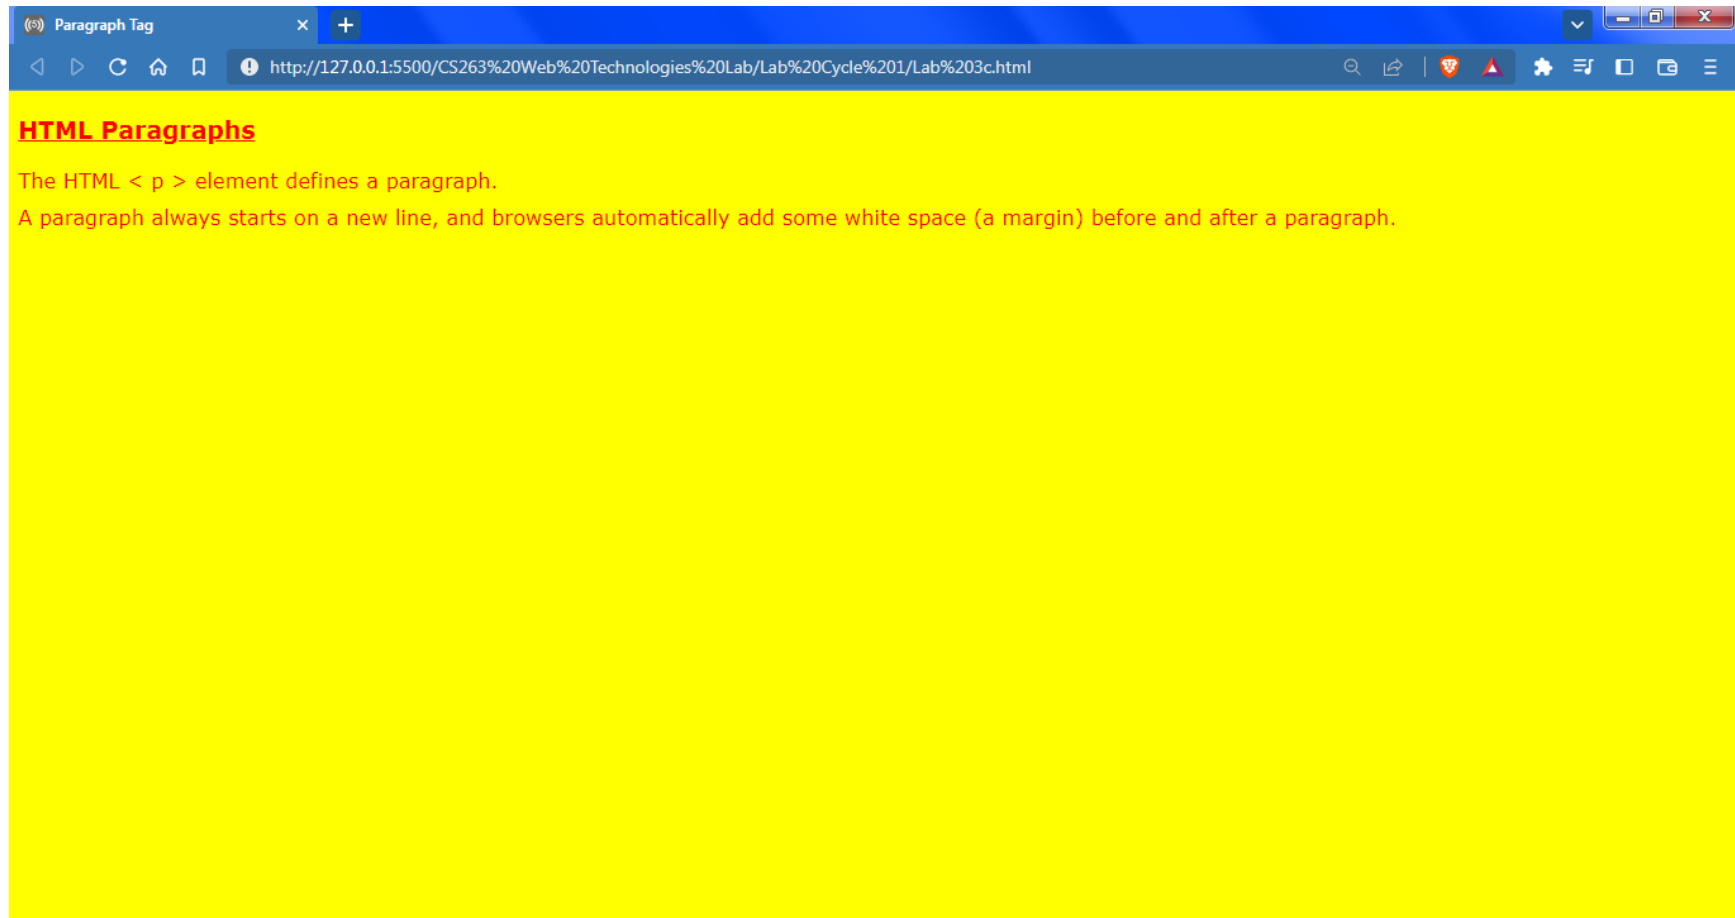 Paragraph Tag
http://127.0.0.1:5500/CS263%20Web%20Technologies%20Lab/Lab%20Cycle%201/Lab%203c.html
HTML Paragraphs
The HTML < p > element defines a paragraph.
A paragraph always starts on a new line, and browsers automatically add some white space (a margin) before and after a paragraph.